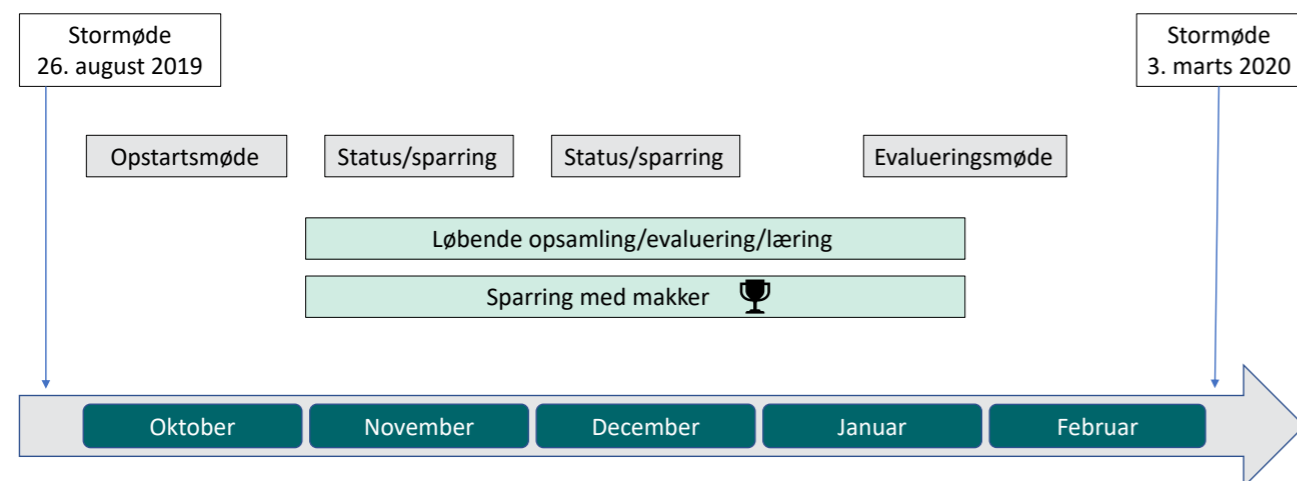 Stormøde
26. august 2019
Stormøde
3. marts 2020
Opstartsmøde
Status/sparring
Status/sparring
Evalueringsmøde
Løbende opsamling/evaluering/læring
Sparring med makker
Oktober
November
December
Januar
Februar